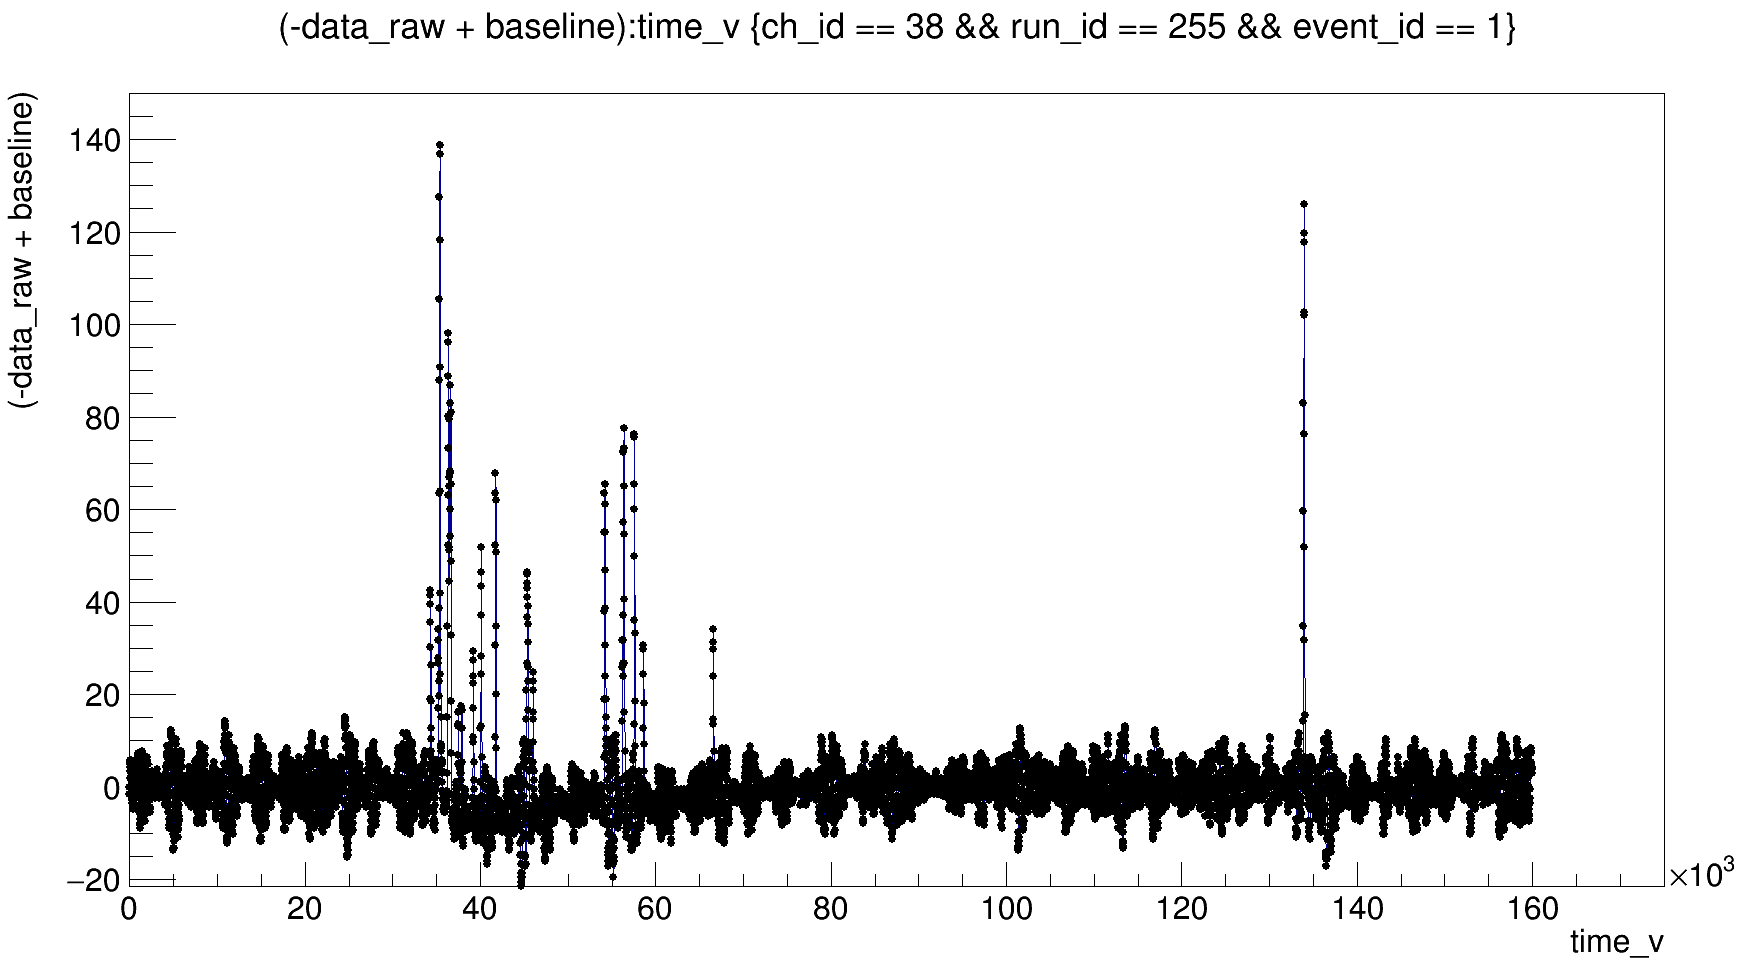 (-data_raw + baseline):time_v {ch_id == 38 && run_id == 255 && event_id == 1}
(-data_raw + baseline)
140
120
100
80
60
40
20
0
−20
0 20 40 60 80 100 120 140 160
×10³
time_v